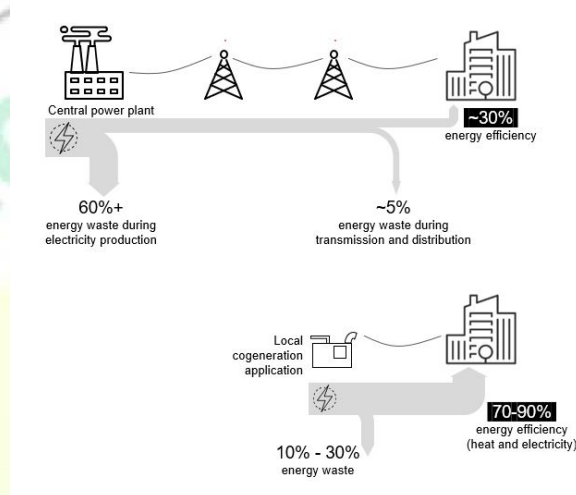 Central power plant
~30%
energy efficiency
60%+
energy waste during
electricity production
~5%
energy waste during
transmission and distribution
Local
cogeneration
application
70-90%
energy efficiency
(heat and electricity)
10% - 30%
energy waste